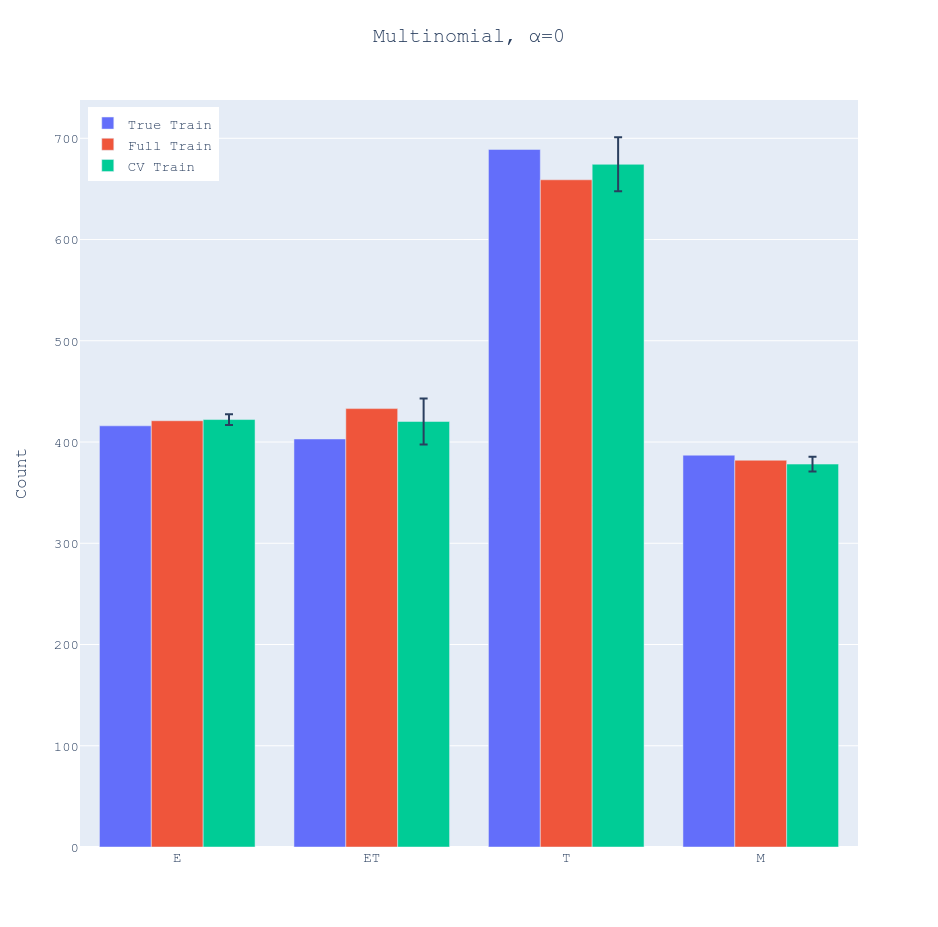 Multinomial, α=0
True Train
Full Train
CV Train
700
600
500
400
300
200
100
0
Count
E
ET
T
M